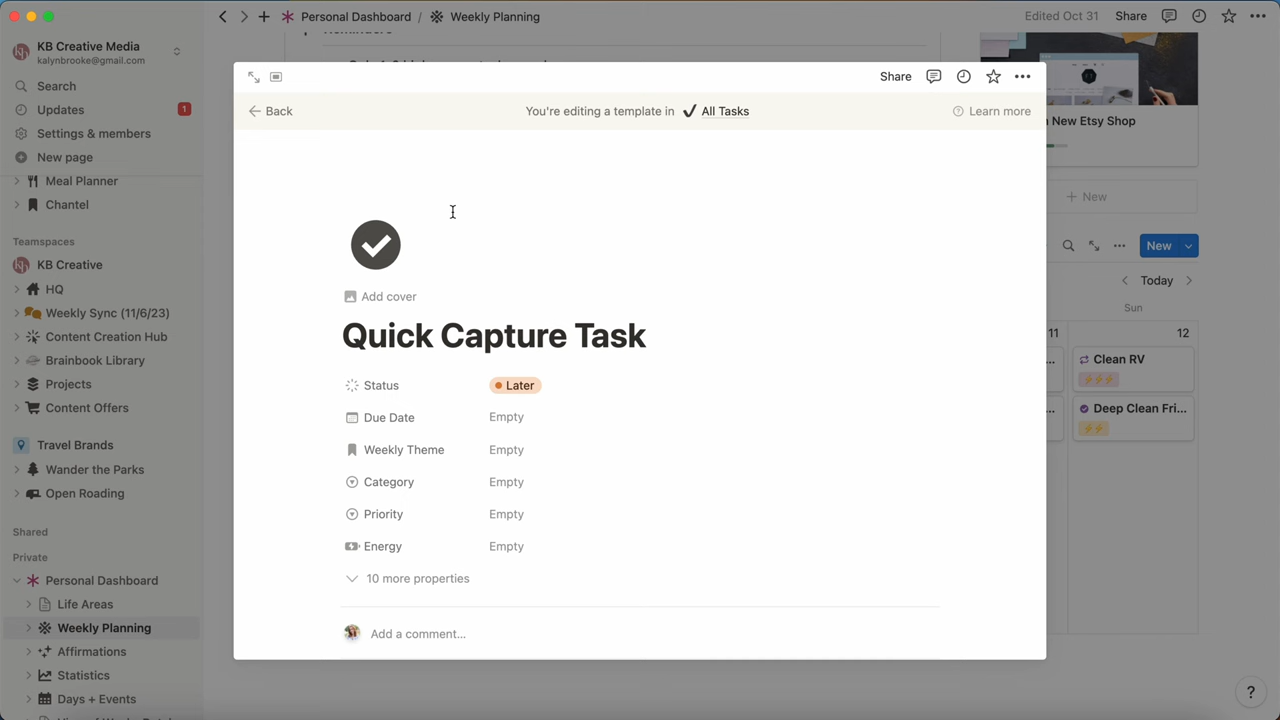 Personal Dashboard / Weekly Planning
Edited Oct 31 Share
KB Creative Media
kalynbrooke@gmail.com
Search
Updates 1
Settings & members
New page
Meal Planner
Chantel
Teamspaces
KB Creative
HQ
Weekly Sync (11/6/23)
Content Creation Hub
Brainbook Library
Projects
Content Offers
Travel Brands
Wander the Parks
Open Roading
Shared
Private
Personal Dashboard
Life Areas
Weekly Planning
Affirmations
Statistics
Days + Events
Share
Back
You're editing a template in All Tasks
Learn more
Add cover
Quick Capture Task
Status Later
Due Date Empty
Weekly Theme Empty
Category Empty
Priority Empty
Energy Empty
10 more properties
Add a comment...
New Etsy Shop
New
New
Today
Sun
11 12
Clean RV
Deep Clean Fri...
?